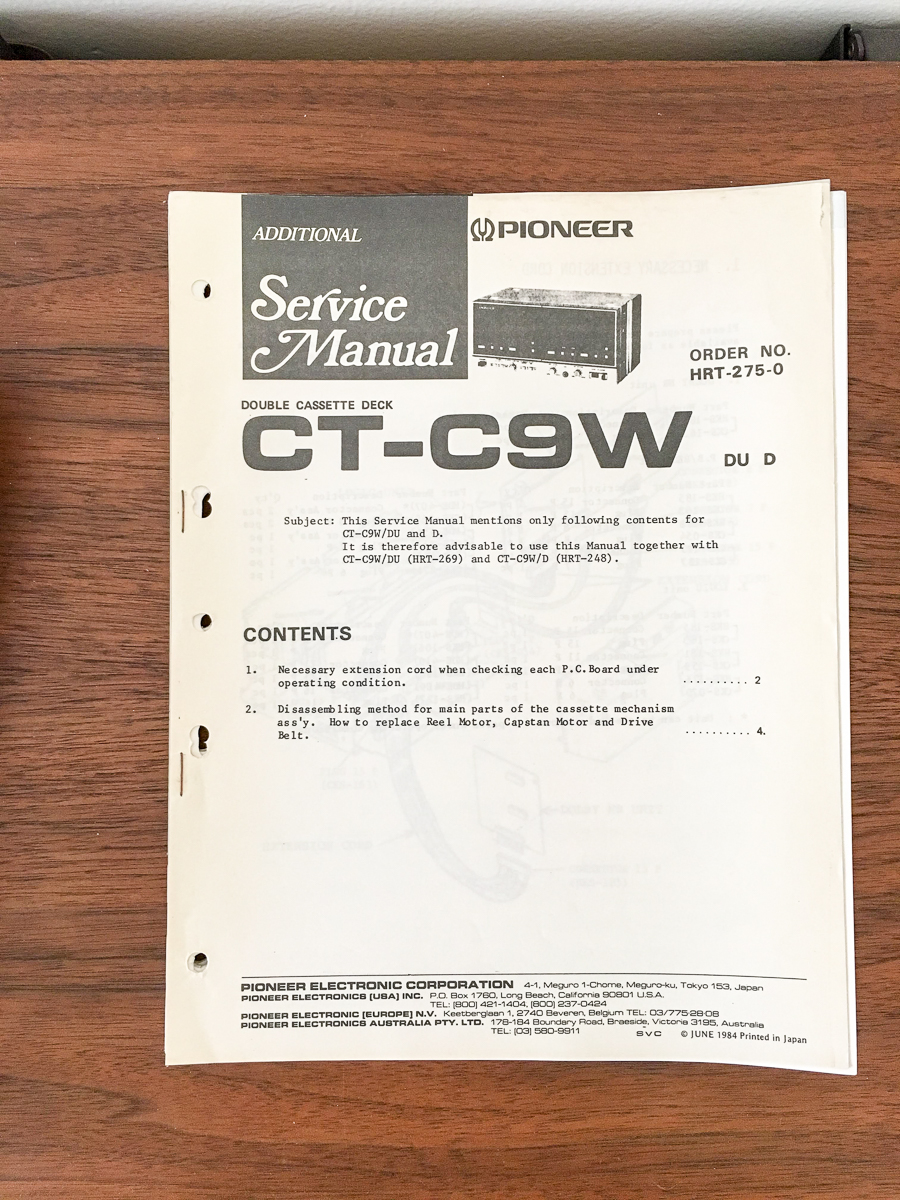 ADDITIONAL
Service
Manual
PIONEER
ORDER NO.
HRT-275-0
DOUBLE CASSETTE DECK
CT-C9W DU D
Subject: This Service Manual mentions only following contents for
CT-C9W/DU and D.
It is therefore advisable to use this Manual together with
CT-C9W/DU (HRT-269) and CT-C9W/D (HRT-248).
CONTENTS
1. Necessary extension cord when checking each P.C.Board under
operating condition. .......... 2
2. Disassembling method for main parts of the cassette mechanism
ass'y. How to replace Reel Motor, Capstan Motor and Drive
Belt. .......... 4.
PIONEER ELECTRONIC CORPORATION 4-1, Meguro 1-Chome, Meguro-ku, Tokyo 153, Japan
PIONEER ELECTRONICS [USA] INC. P.O. Box 1760, Long Beach, California 90801 U.S.A.
TEL: [800] 421-1404, [800] 237-0424
PIONEER ELECTRONIC [EUROPE] N.V. Keetberglaan 1, 2740 Beveren, Belgium TEL: 03/775·28·08
PIONEER ELECTRONICS AUSTRALIA PTY. LTD. 178-184 Boundary Road, Braeside, Victoria 3195, Australia
TEL: [03] 580-9911
SVC © JUNE 1984 Printed in Japan